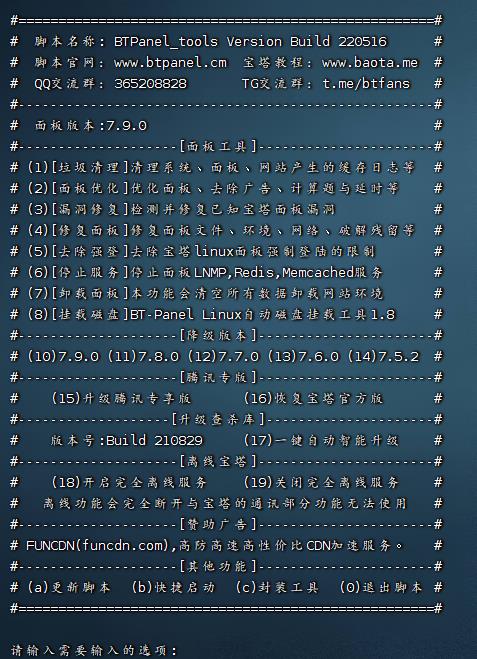 #====================================================#
#  脚本名称: BTPanel_tools Version Build 220516      #
#  脚本官网: www.btpanel.cm  宝塔教程: www.baota.me  #
#  QQ交流群: 365208828       TG交流群: t.me/btfans   #
#----------------------------------------------------#
#  面板版本:7.9.0                                    #
#--------------------[面板工具]----------------------#
# (1)[垃圾清理]清理系统、面板、网站产生的缓存日志等  #
# (2)[面板优化]优化面板、去除广告、计算题与延时等    #
# (3)[漏洞修复]检测并修复已知宝塔面板漏洞            #
# (4)[修复面板]修复面板文件、环境、网络、破解残留等  #
# (5)[去除强登]去除宝塔linux面板强制登陆的限制       #
# (6)[停止服务]停止面板LNMP,Redis,Memcached服务      #
# (7)[卸载面板]本功能会清空所有数据卸载网站环境      #
# (8)[挂载磁盘]BT-Panel Linux自动磁盘挂载工具1.8     #
#--------------------[降级版本]----------------------#
# (10)7.9.0 (11)7.8.0 (12)7.7.0 (13)7.6.0 (14)7.5.2  #
#--------------------[腾讯专版]----------------------#
#    (15)升级腾讯专享版      (16)恢复宝塔官方版      #
#-------------------[升级查杀库]---------------------#
#    版本号:Build 210829     (17)一键自动智能升级    #
#--------------------[离线宝塔]----------------------#
#    (18)开启完全离线服务    (19)关闭完全离线服务    #
#   离线功能会完全断开与宝塔的通讯部分功能无法使用   #
#--------------------[赞助广告]----------------------#
# FUNCDN(funcdn.com),高防高速高性价比CDN加速服务。   #
#--------------------[其他功能]----------------------#
# (a)更新脚本  (b)快捷启动  (c)封装工具  (0)退出脚本 #
#====================================================#
请输入需要输入的选项: